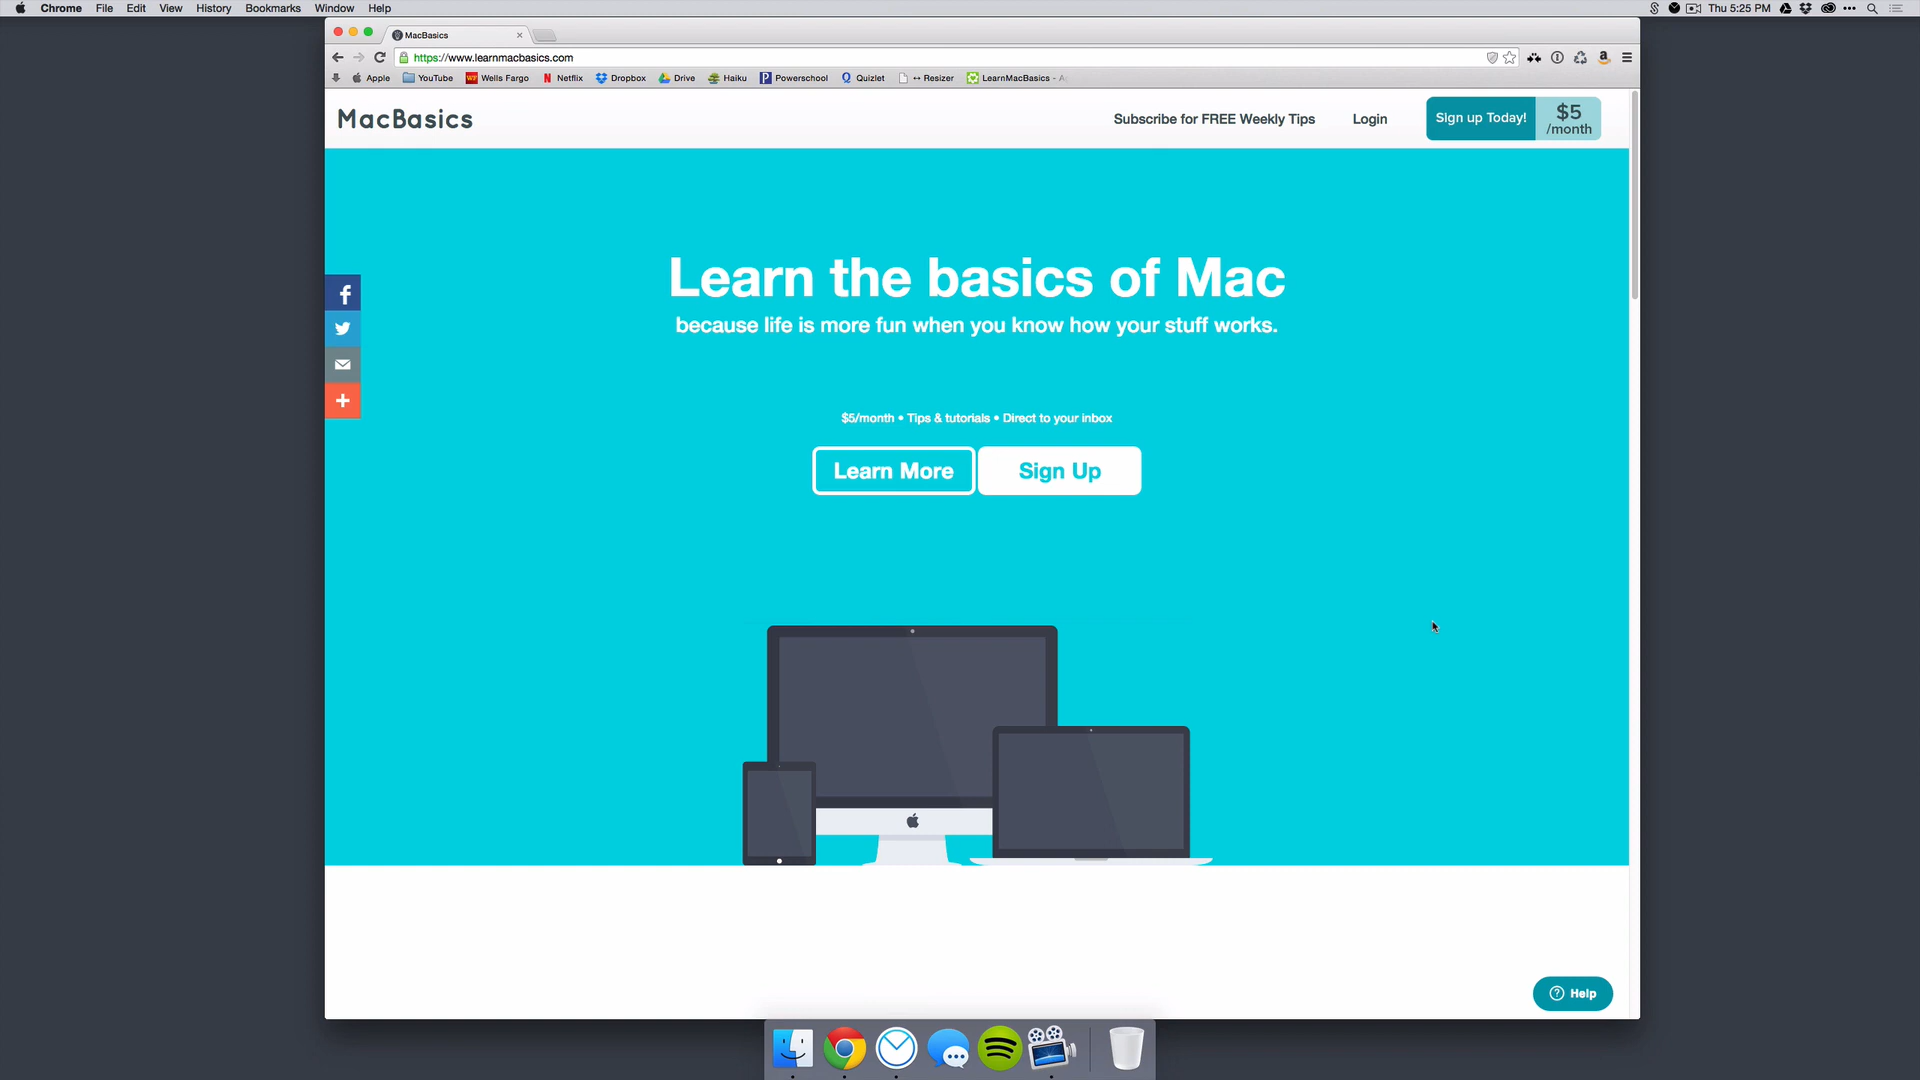 Chrome File Edit View History Bookmarks Window Help
Thu 5:25 PM
MacBasics
https://www.learnmacbasics.com
Apple YouTube Wells Fargo Netflix Dropbox Drive Haiku Powerschool Quizlet ↔ Resizer LearnMacBasics -
MacBasics
Subscribe for FREE Weekly Tips
Login
Sign up Today!
$5
/month
Learn the basics of Mac
because life is more fun when you know how your stuff works.
$5/month • Tips & tutorials • Direct to your inbox
Learn More
Sign Up
Help